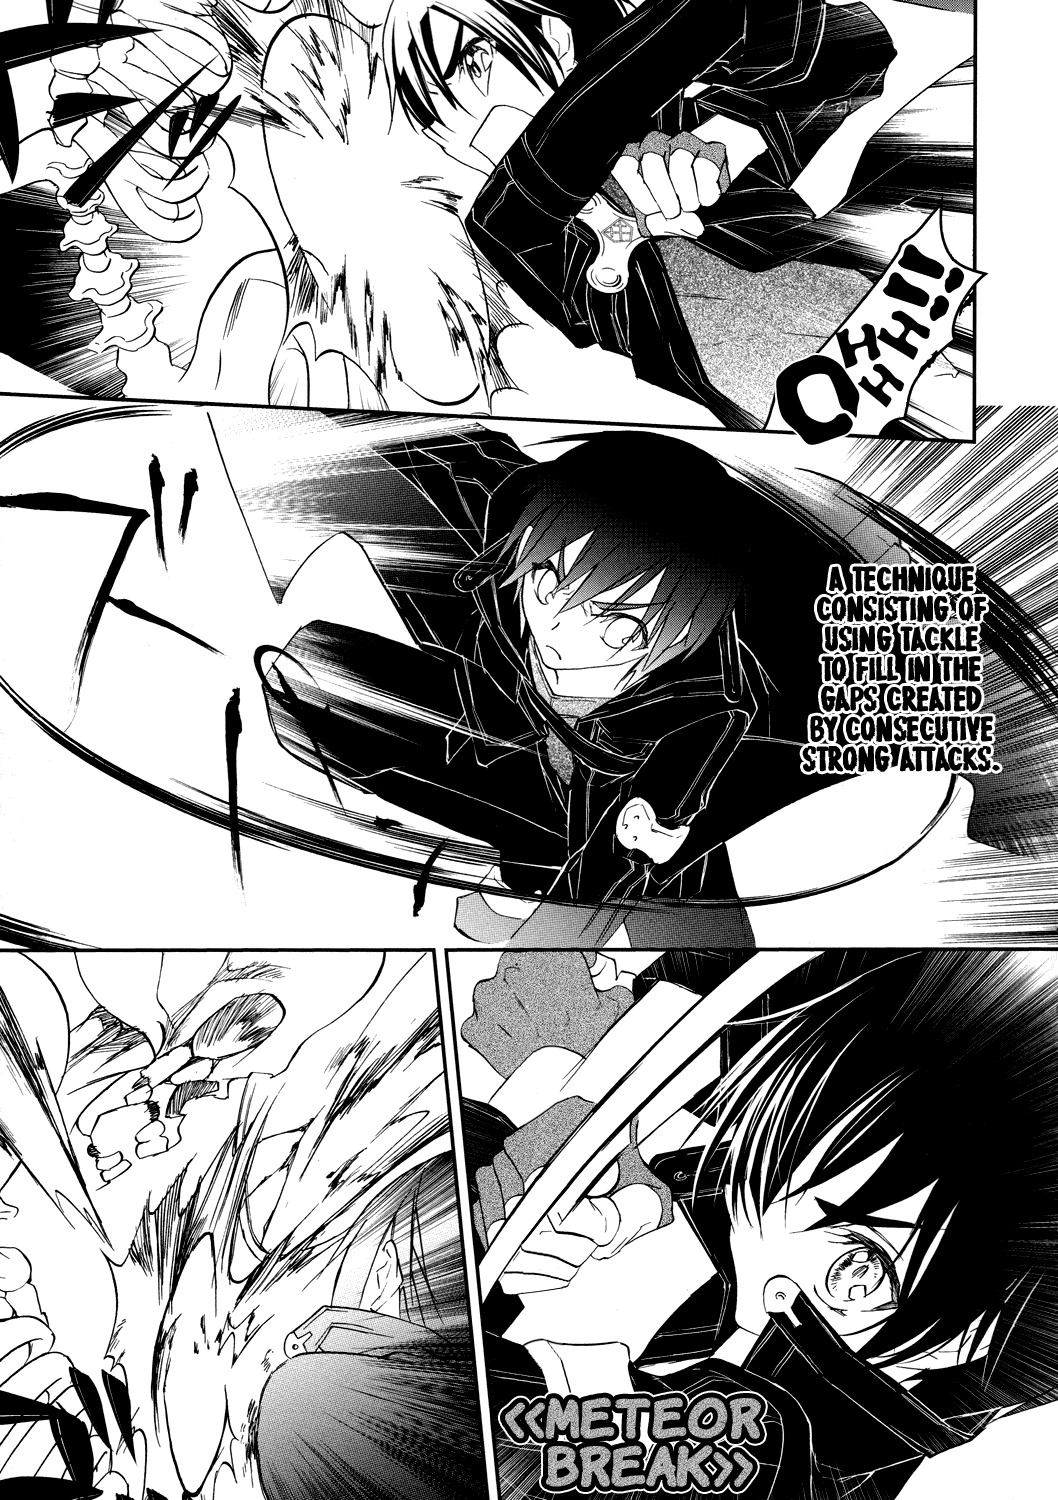 OHHH!!
A TECHNIQUE
CONSISTING OF
USING TACKLE
TO FILL IN THE
GAPS CREATED
BY CONSECUTIVE
STRONG ATTACKS.
<<METEOR
BREAK>>